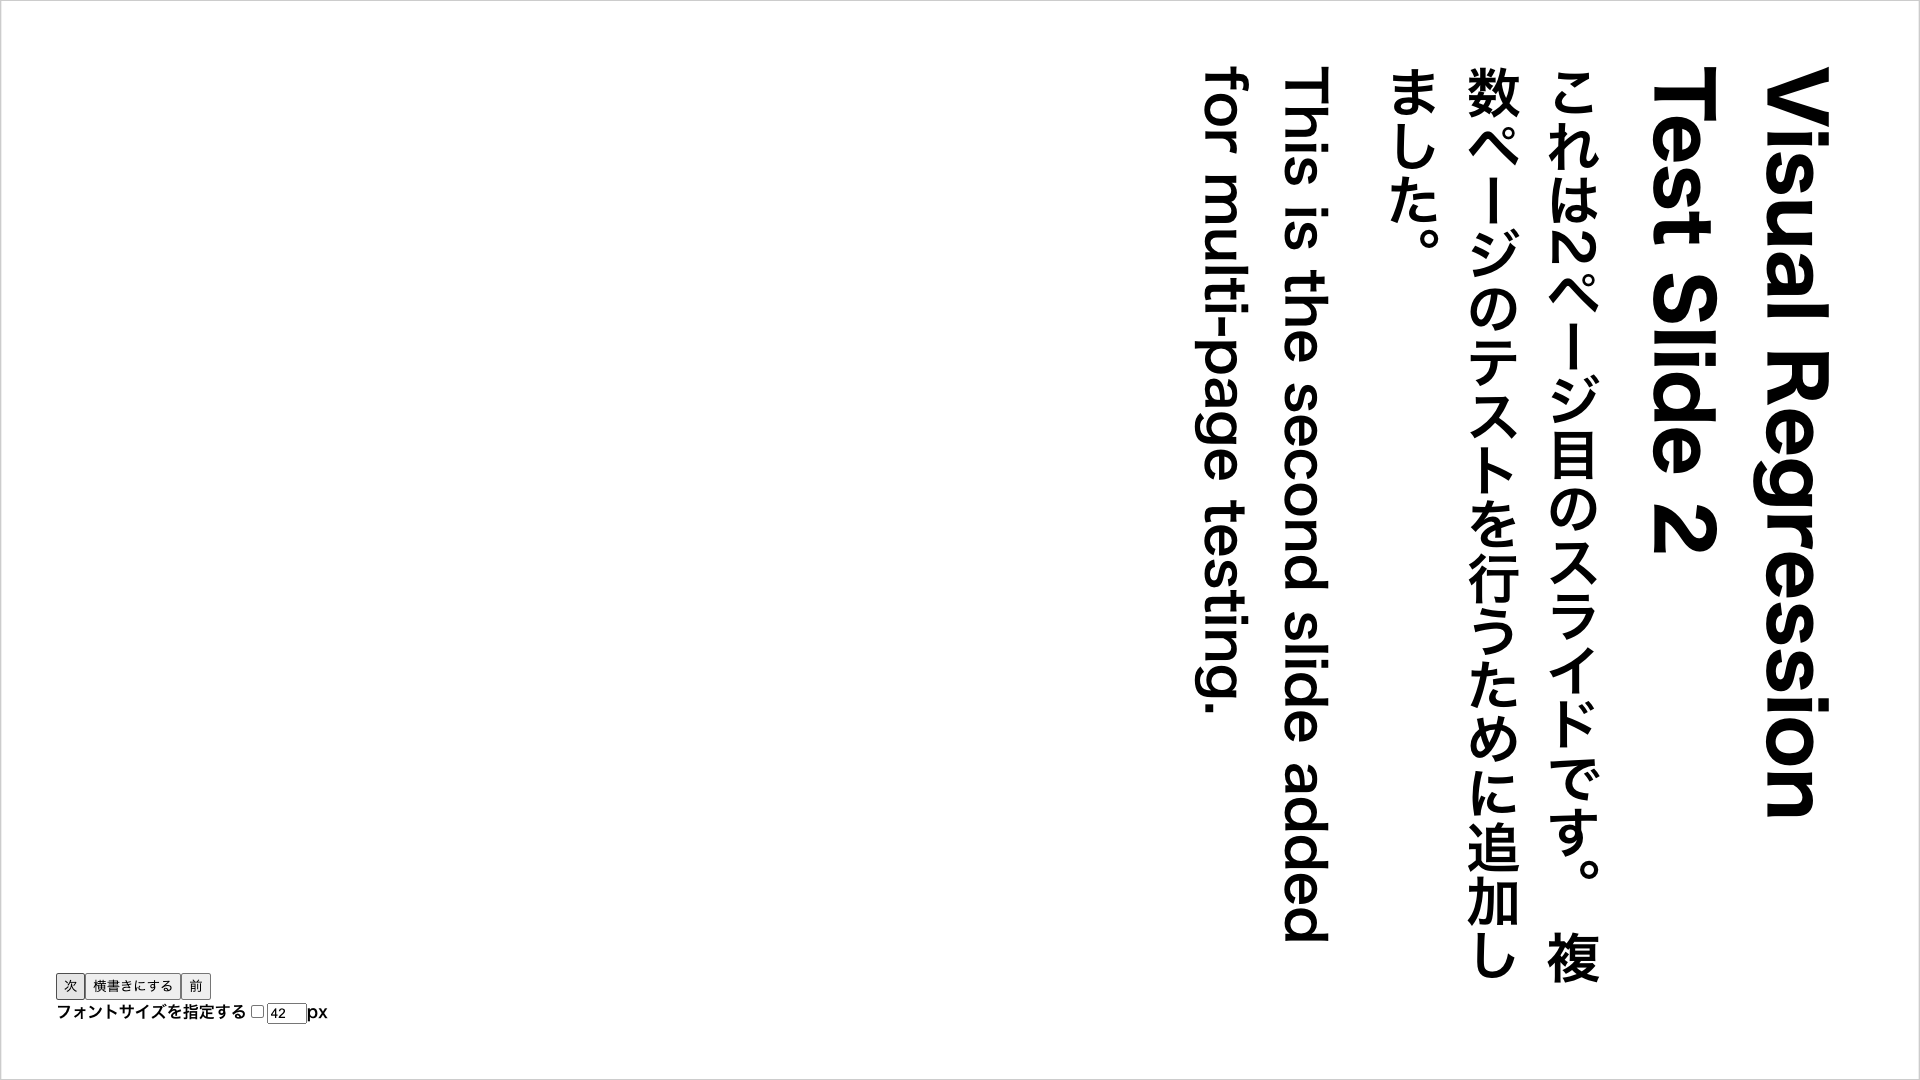 Visual Regression
Test Slide 2
これは2ページ目のスライドです。 複
数ページのテストを行うために追加し
ました。
This is the second slide added
for multi-page testing.
次 横書きにする 前
フォントサイズを指定する 42 px